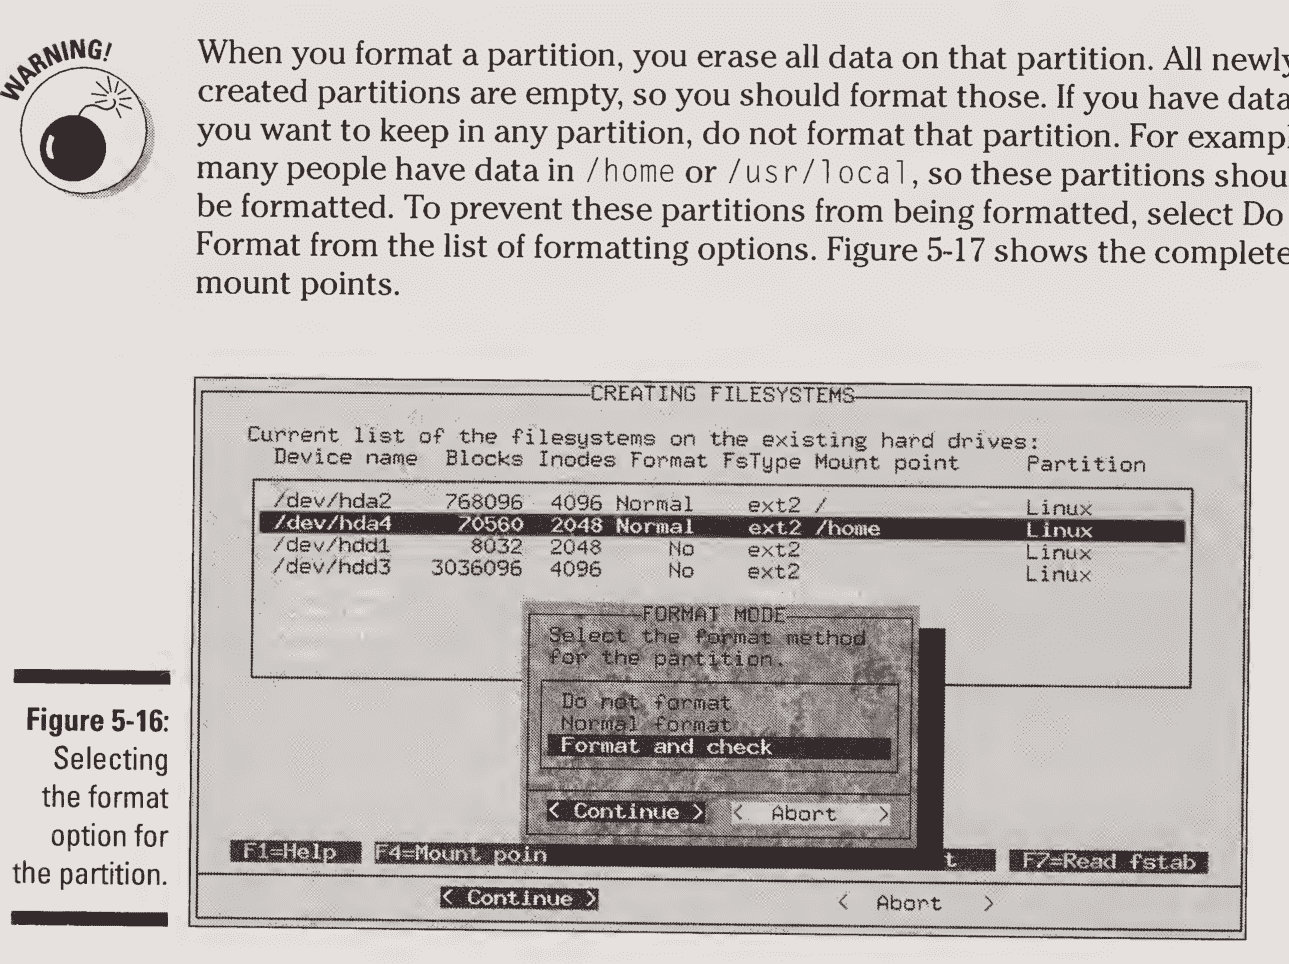 WARNING!
When you format a partition, you erase all data on that partition. All newly
created partitions are empty, so you should format those. If you have data
you want to keep in any partition, do not format that partition. For exampl
many people have data in /home or /usr/local, so these partitions shou
be formatted. To prevent these partitions from being formatted, select Do
Format from the list of formatting options. Figure 5-17 shows the complete
mount points.
CREATING FILESYSTEMS
Current list of the filesystems on the existing hard drives:
Device name Blocks Inodes Format FsType Mount point Partition
/dev/hda2 768096 4096 Normal ext2 / Linux
/dev/hda4 70560 2048 Normal ext2 /home Linux
/dev/hdd1 8032 2048 No ext2 Linux
/dev/hdd3 3036096 4096 No ext2 Linux
FORMAT MODE
Select the format method
for the partition.
Do not format
Normal format
Format and check
< Continue > < Abort >
F1=Help F4=Mount poin t F7=Read fstab
< Continue > < Abort >
Figure 5-16:
Selecting
the format
option for
the partition.